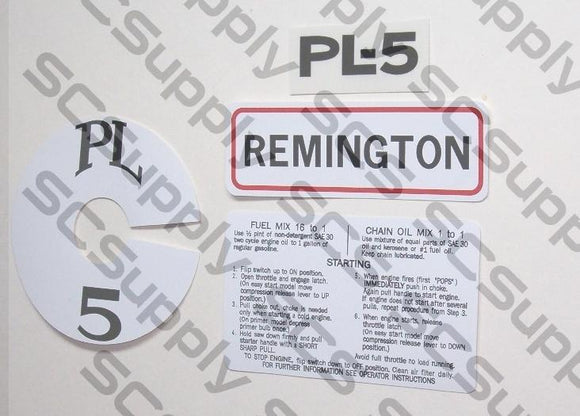 PL-5
PL
REMINGTON
5
FUEL MIX 16 to 1
Use ½ pint of non-detergent SAE 30
two cycle engine oil to 1 gallon of
regular gasoline.
CHAIN OIL MIX 1 to 1
Use mixture of equal parts of SAE 30
oil and kerosene or #1 fuel oil.
Keep chain lubricated.
STARTING
1. Flip switch up to ON position.
2. Open throttle and engage latch.
(On easy start model move
compression release lever to UP
position.)
3. Pull chain out, choke is needed
only when starting a cold engine.
(On primer model depress
primer bulb once.)
4. Hold saw down firmly and pull
starter handle with a SHORT
SHARP PULL.
5. When engine fires (first "POPS")
IMMEDIATELY push in choke.
Again pull handle to start engine.
If engine does not start after several
pulls, repeat procedure from Step 3.
6. When engine starts, release
throttle latch
(On easy start model move
compression release lever to DOWN
position.)
Avoid full throttle no load running.
TO STOP ENGINE, flip switch down to OFF position. Clean air filter daily.
FOR FURTHER INFORMATION SEE OPERATOR INSTRUCTIONS
SCSupply